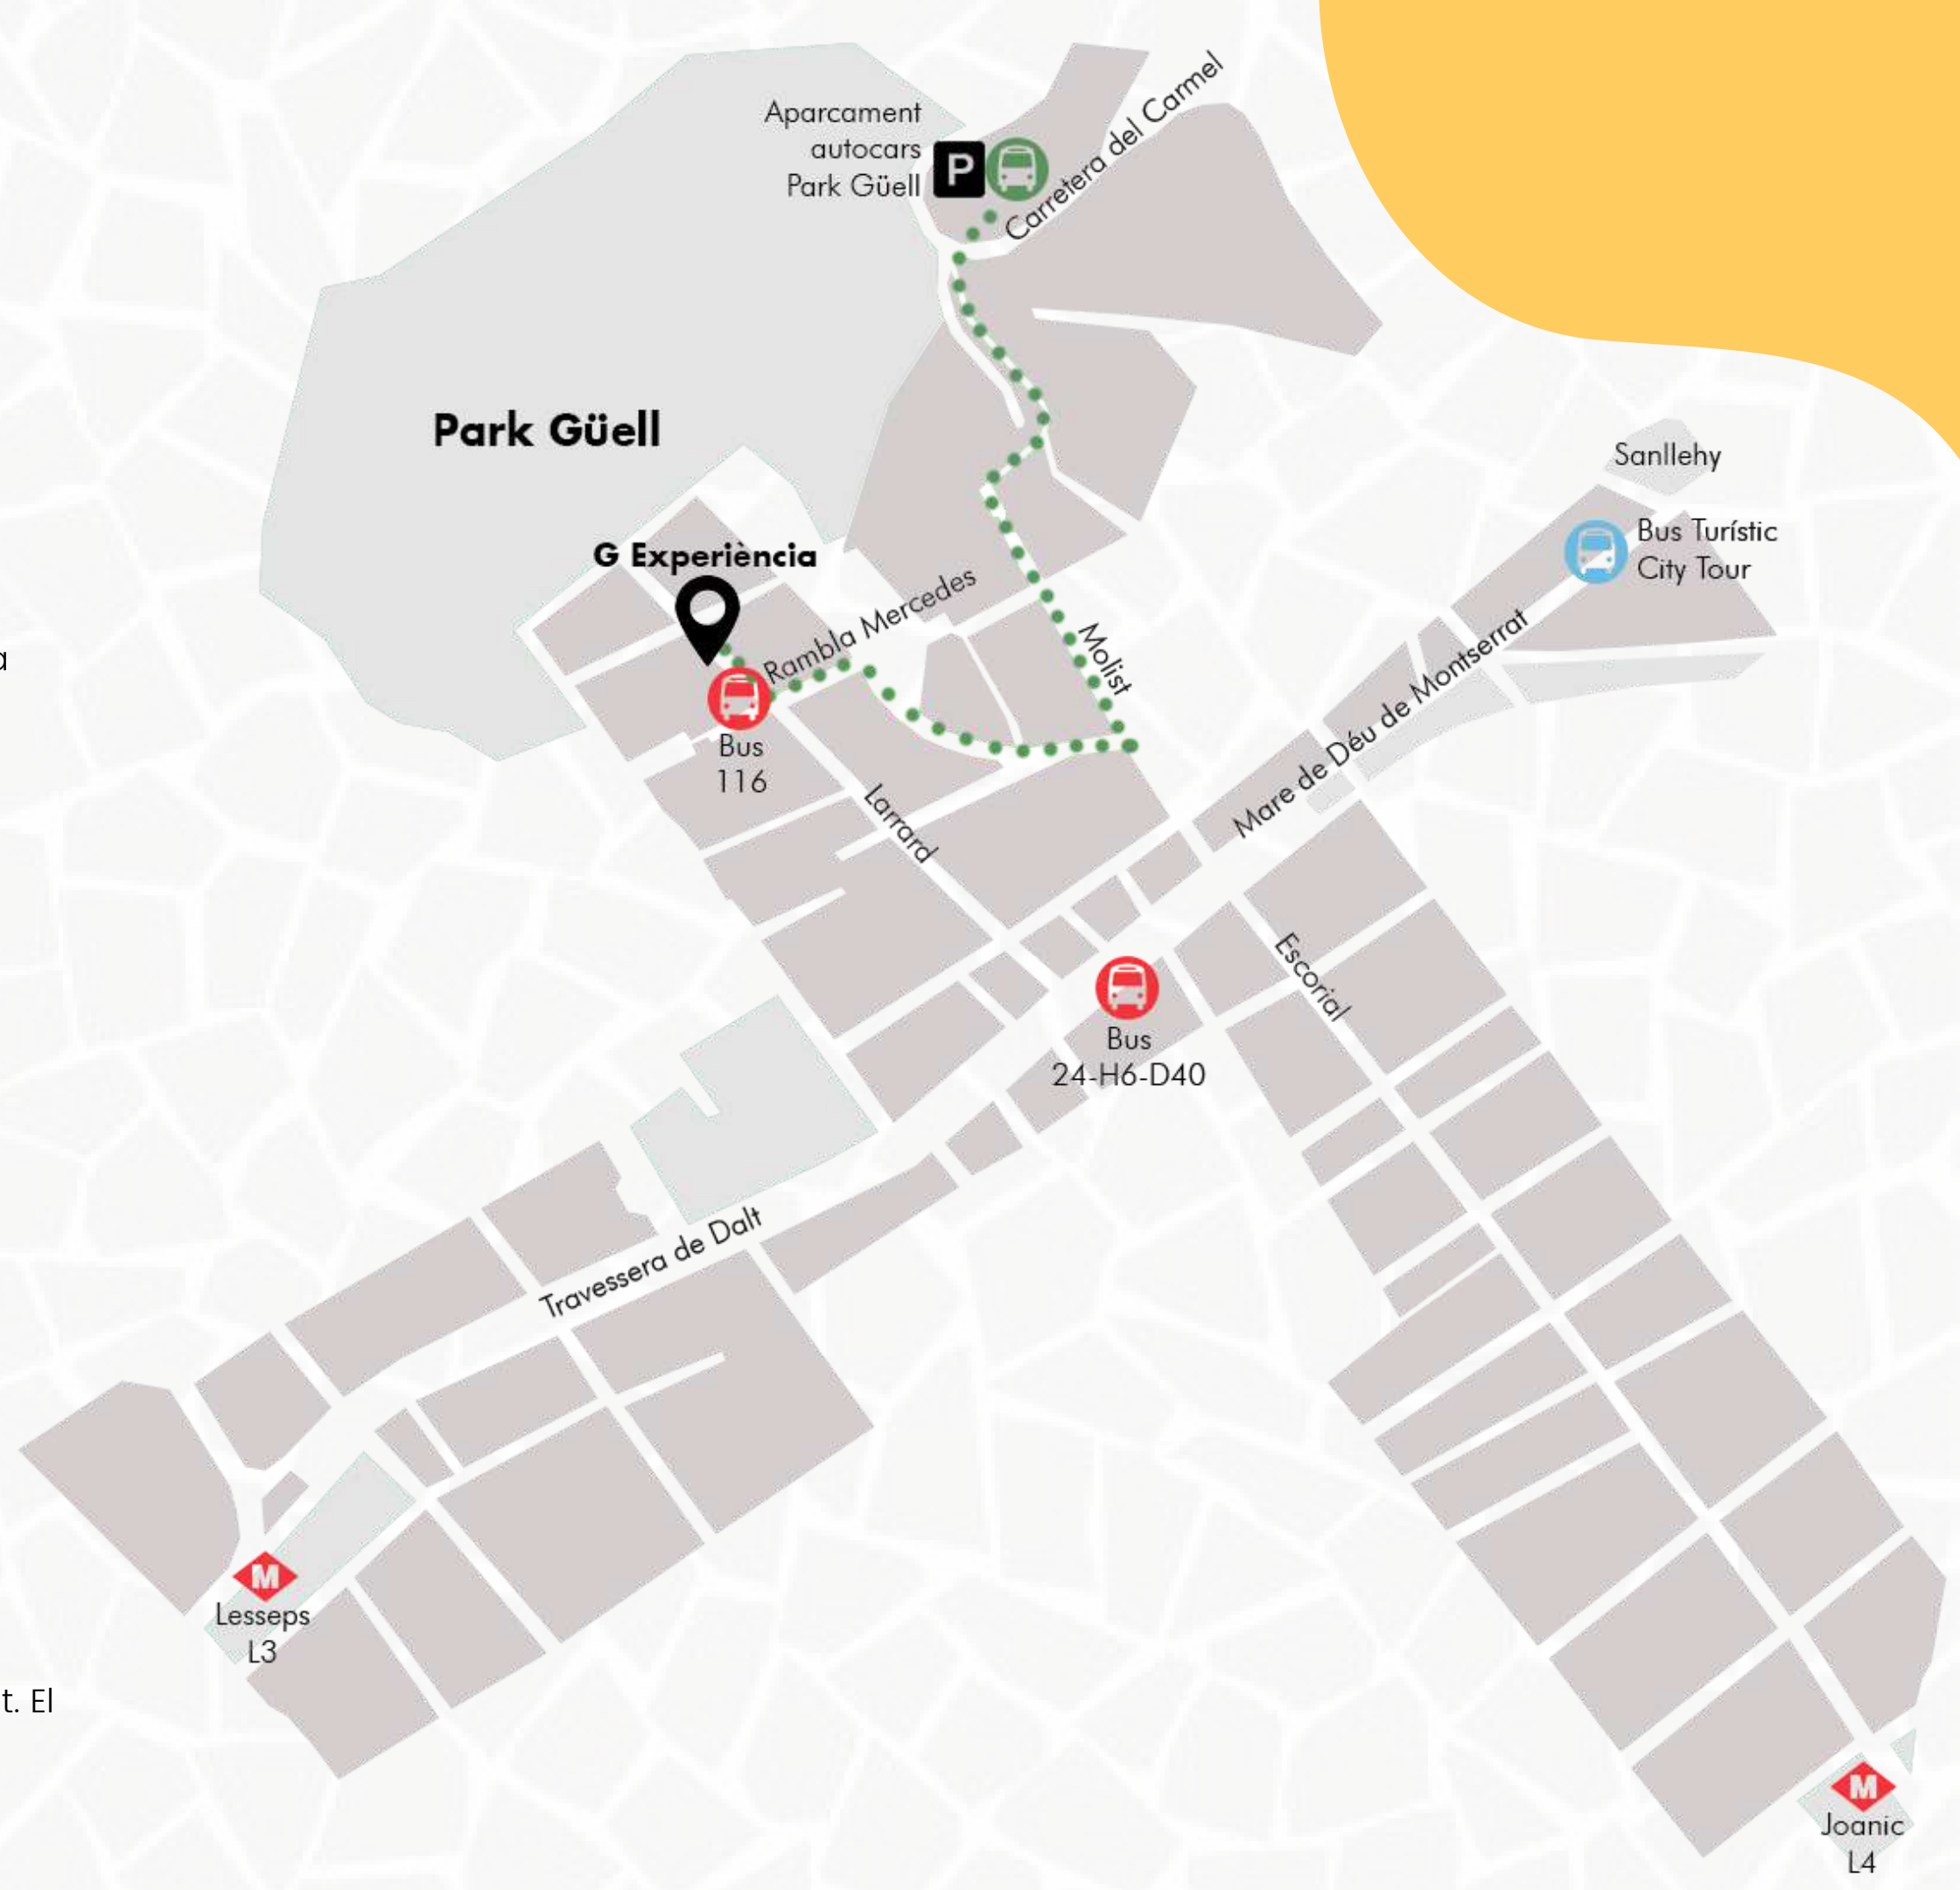 Aparcament
autocars
Park Güell
P
Carretera del Carmel
Park Güell
Sanllehy
Bus Turístic
City Tour
G Experiència
Rambla Mercedes
Molist
a
Mare de Déu de Montserrat
Bus
116
Larrard
Escorial
Bus
24-H6-D40
Travessera de Dalt
M
Lesseps
L3
t. El
M
Joanic
L4